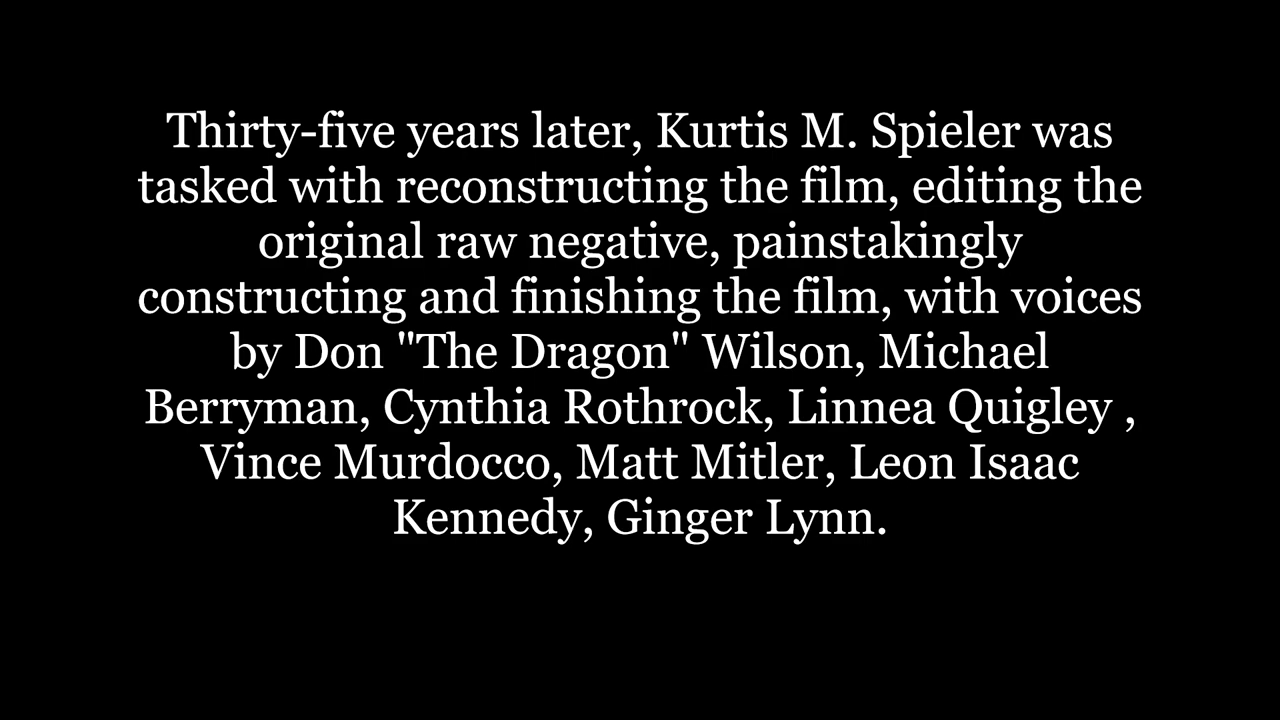 Thirty-five years later, Kurtis M. Spieler was
tasked with reconstructing the film, editing the
original raw negative, painstakingly
constructing and finishing the film, with voices
by Don "The Dragon" Wilson, Michael
Berryman, Cynthia Rothrock, Linnea Quigley ,
Vince Murdocco, Matt Mitler, Leon Isaac
Kennedy, Ginger Lynn.